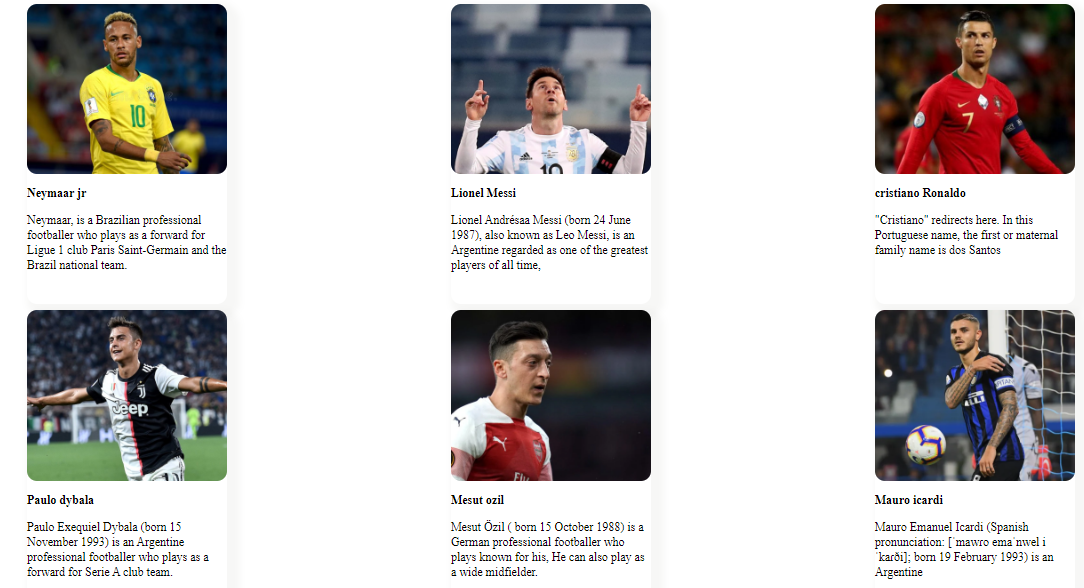 10
10
7
Neymaar jr
Neymaar, is a Brazilian professional
footballer who plays as a forward for
Ligue 1 club Paris Saint-Germain and the
Brazil national team.
Lionel Messi
Lionel Andrésaa Messi (born 24 June
1987), also known as Leo Messi, is an
Argentine regarded as one of the greatest
players of all time,
cristiano Ronaldo
"Cristiano" redirects here. In this
Portuguese name, the first or maternal
family name is dos Santos
Jeep
Paulo dybala
Paulo Exequiel Dybala (born 15
November 1993) is an Argentine
professional footballer who plays as a
forward for Serie A club team.
Mesut ozil
Mesut Özil ( born 15 October 1988) is a
German professional footballer who
plays known for his, He can also play as
a wide midfielder.
Mauro icardi
Mauro Emanuel Icardi (Spanish
pronunciation: [ˈmawɾo emaˈnwel i
ˈkaɾði]; born 19 February 1993) is an
Argentine